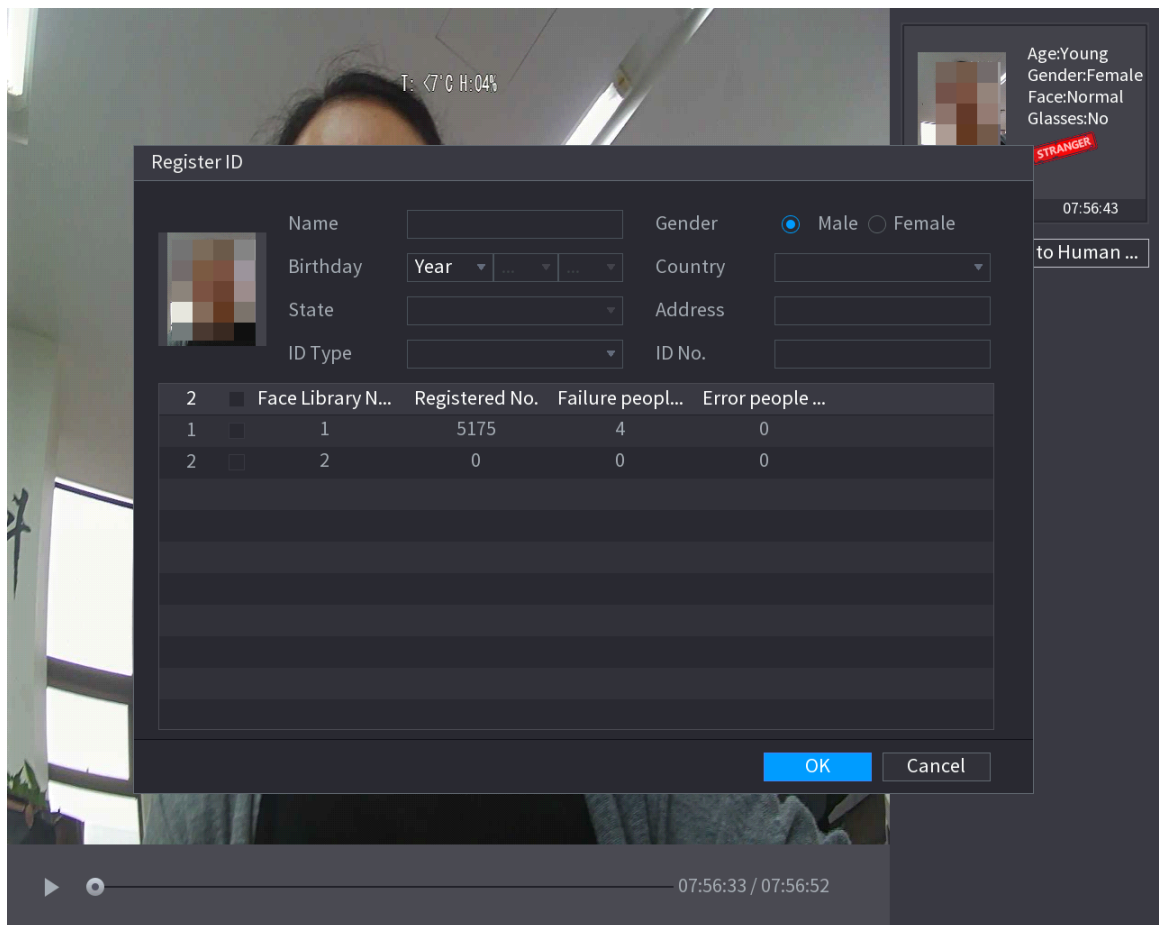 T: <7°C H:04%
Age:Young
Gender:Female
Face:Normal
Glasses:No
STRANGER
07:56:43
to Human ...
Register ID
Name
Gender Male Female
Birthday Year ... ...
Country
State
Address
ID Type
ID No.
2 Face Library N... Registered No. Failure peopl... Error people ...
1 1 5175 4 0
2 2 0 0 0
OK Cancel
07:56:33 / 07:56:52